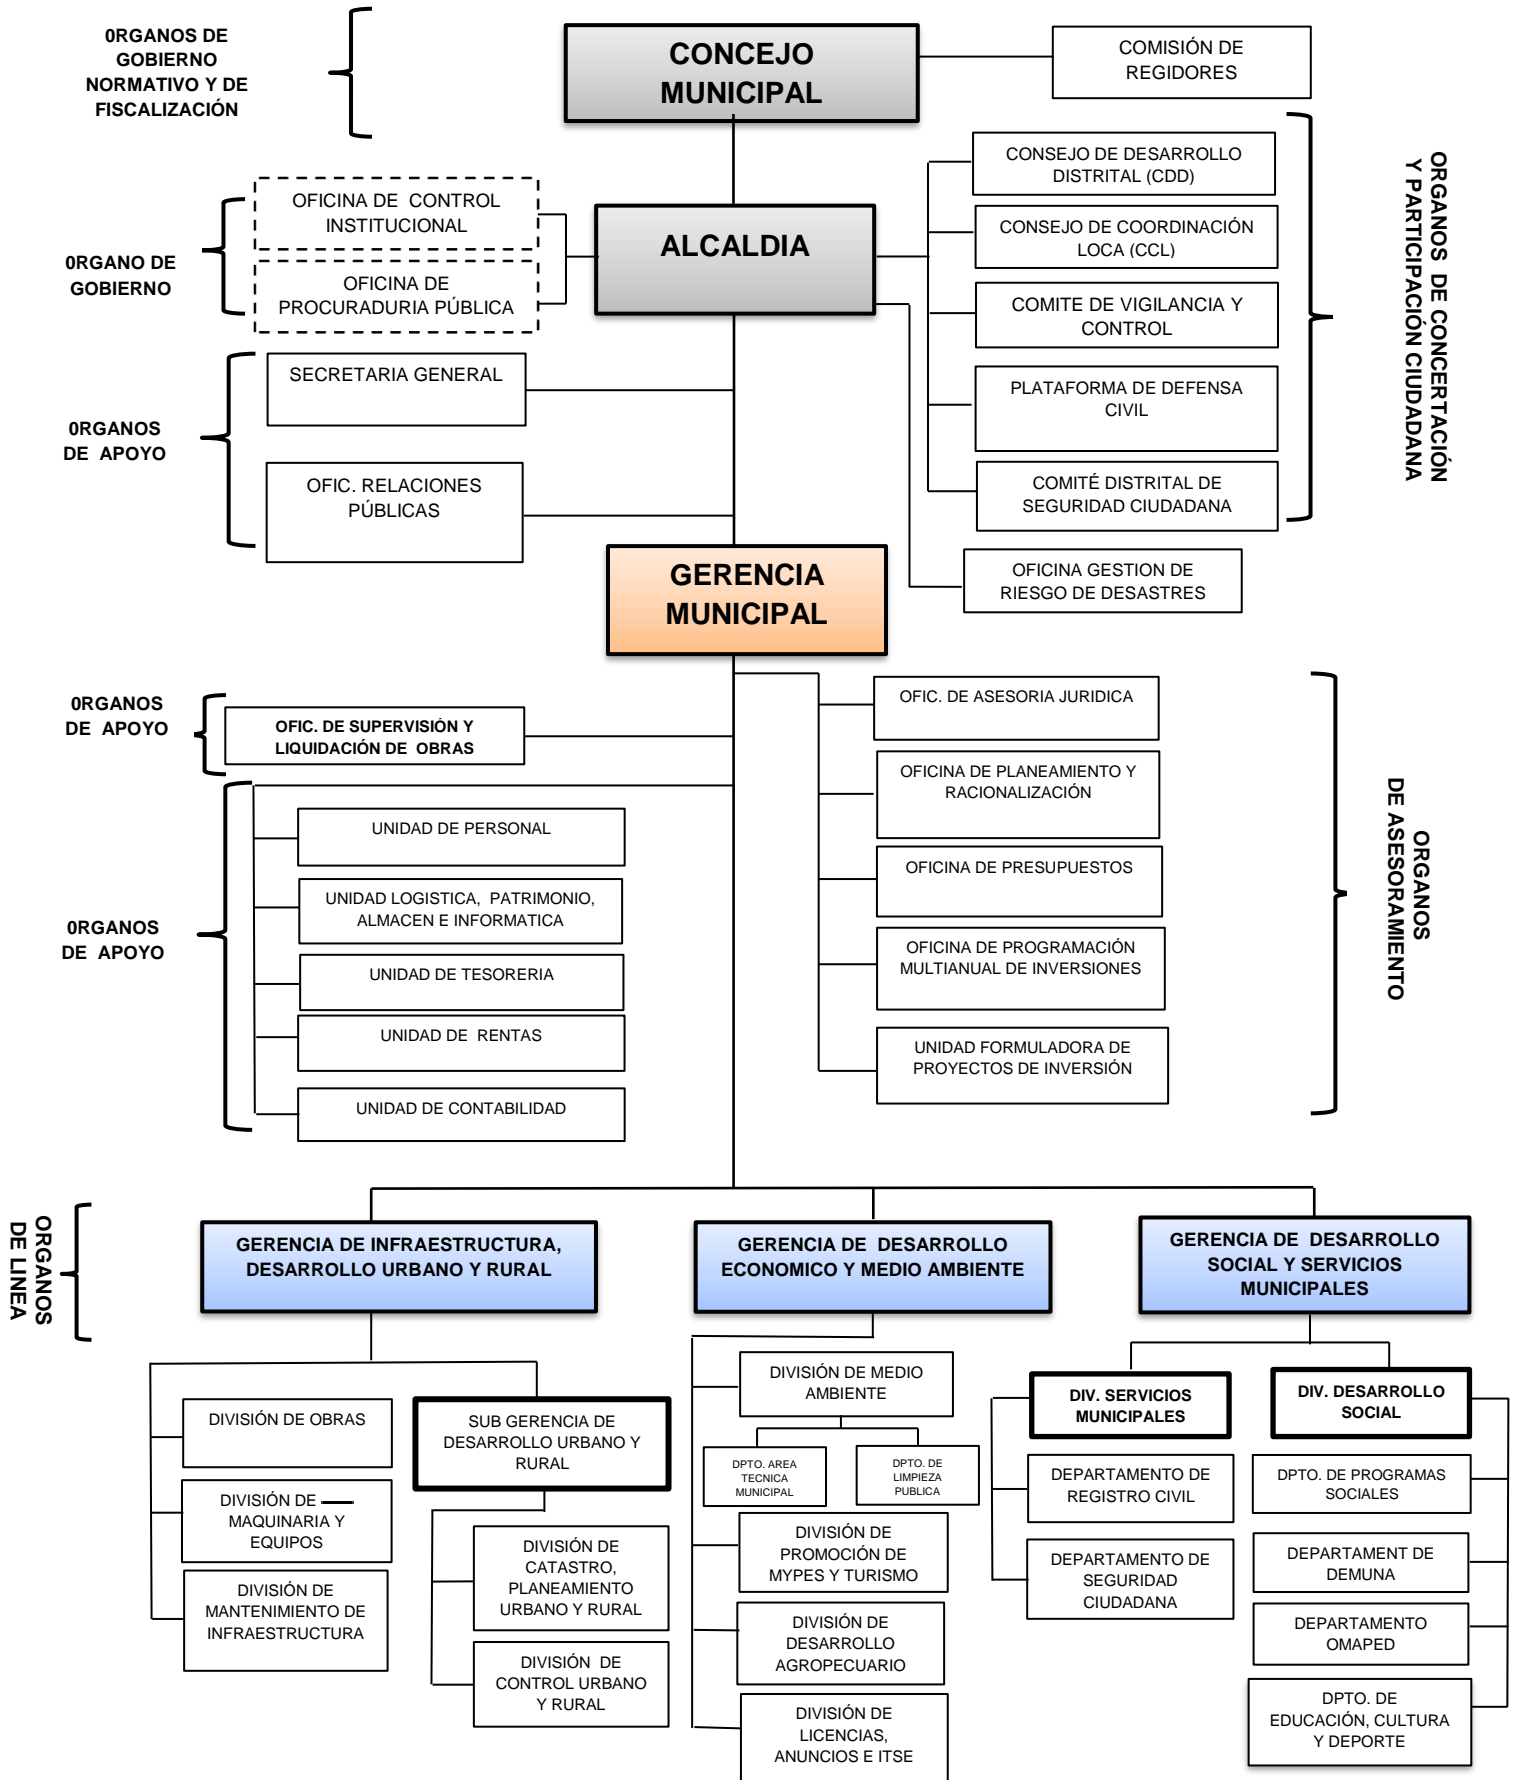 0RGANOS DE
GOBIERNO
NORMATIVO Y DE
FISCALIZACIÓN
CONCEJO
MUNICIPAL
COMISIÓN DE
REGIDORES
0RGANO DE
GOBIERNO
OFICINA DE CONTROL
INSTITUCIONAL
OFICINA DE
PROCURADURIA PÚBLICA
ALCALDIA
CONSEJO DE DESARROLLO
DISTRITAL (CDD)
CONSEJO DE COORDINACIÓN
LOCA (CCL)
COMITE DE VIGILANCIA Y
CONTROL
PLATAFORMA DE DEFENSA
CIVIL
COMITÉ DISTRITAL DE
SEGURIDAD CIUDADANA
ORGANOS DE CONCERTACIÓN
Y PARTICIPACIÓN CIUDADANA
0RGANOS
DE APOYO
SECRETARIA GENERAL
OFIC. RELACIONES
PÚBLICAS
OFICINA GESTION DE
RIESGO DE DESASTRES
GERENCIA
MUNICIPAL
0RGANOS
DE APOYO
OFIC. DE SUPERVISIÓN Y
LIQUIDACIÓN DE OBRAS
0RGANOS
DE APOYO
UNIDAD DE PERSONAL
UNIDAD LOGISTICA, PATRIMONIO,
ALMACEN E INFORMATICA
UNIDAD DE TESORERIA
UNIDAD DE RENTAS
UNIDAD DE CONTABILIDAD
OFIC. DE ASESORIA JURIDICA
OFICINA DE PLANEAMIENTO Y
RACIONALIZACIÓN
OFICINA DE PRESUPUESTOS
OFICINA DE PROGRAMACIÓN
MULTIANUAL DE INVERSIONES
UNIDAD FORMULADORA DE
PROYECTOS DE INVERSIÓN
ORGANOS
DE ASESORAMIENTO
ORGANOS
DE LINEA
GERENCIA DE INFRAESTRUCTURA,
DESARROLLO URBANO Y RURAL
GERENCIA DE DESARROLLO
ECONOMICO Y MEDIO AMBIENTE
GERENCIA DE DESARROLLO
SOCIAL Y SERVICIOS
MUNICIPALES
DIVISIÓN DE OBRAS
DIVISIÓN DE
MAQUINARIA Y
EQUIPOS
DIVISIÓN DE
MANTENIMIENTO DE
INFRAESTRUCTURA
SUB GERENCIA DE
DESARROLLO URBANO Y
RURAL
DIVISIÓN DE
CATASTRO,
PLANEAMIENTO
URBANO Y RURAL
DIVISIÓN DE
CONTROL URBANO
Y RURAL
DIVISIÓN DE MEDIO
AMBIENTE
DPTO. AREA
TECNICA
MUNICIPAL
DPTO. DE
LIMPIEZA
PUBLICA
DIVISIÓN DE
PROMOCIÓN DE
MYPES Y TURISMO
DIVISIÓN DE
DESARROLLO
AGROPECUARIO
DIVISIÓN DE
LICENCIAS,
ANUNCIOS E ITSE
DIV. SERVICIOS
MUNICIPALES
DEPARTAMENTO DE
REGISTRO CIVIL
DEPARTAMENTO DE
SEGURIDAD
CIUDADANA
DIV. DESARROLLO
SOCIAL
DPTO. DE PROGRAMAS
SOCIALES
DEPARTAMENT DE
DEMUNA
DEPARTAMENTO
OMAPED
DPTO. DE
EDUCACIÓN, CULTURA
Y DEPORTE